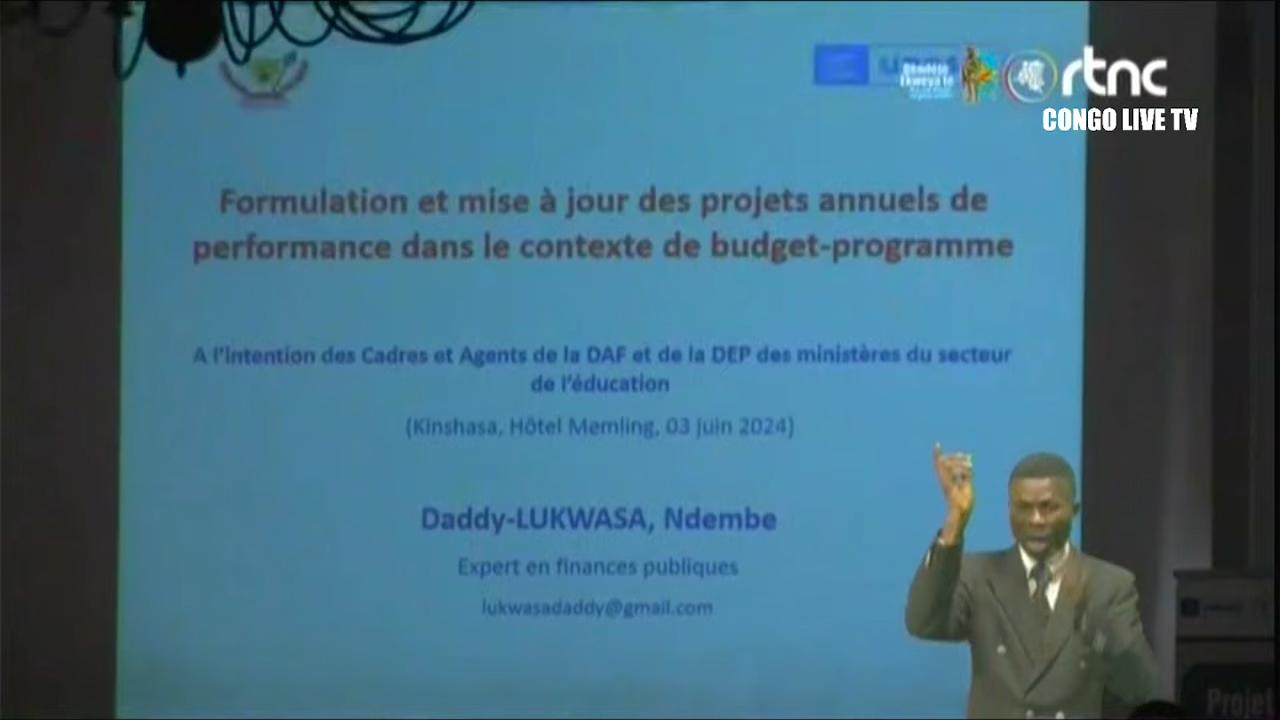 rtnc
CONGO LIVE TV
Formulation et mise à jour des projets annuels de
performance dans le contexte de budget-programme
A l'intention des Cadres et Agents de la DAF et de la DEP des ministères du secteur
de l'éducation
(Kinshasa, Hôtel Memling, 03 juin 2024)
Daddy-LUKWASA, Ndembe
Expert en finances publiques
lukwasadaddy@gmail.com
Projet